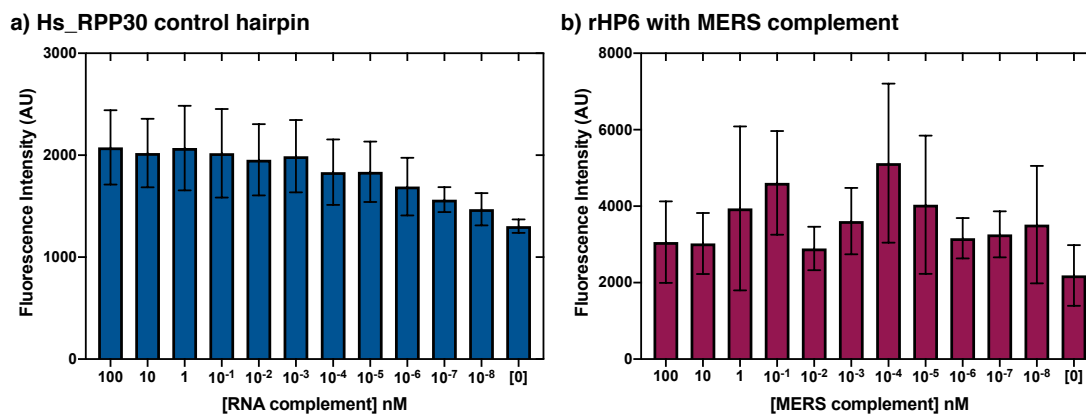 a) Hs_RPP30 control hairpin
3000
2000
1000
0
Fluorescence Intensity (AU)
100 10 1 10⁻¹ 10⁻² 10⁻³ 10⁻⁴ 10⁻⁵ 10⁻⁶ 10⁻⁷ 10⁻⁸ [0]
[RNA complement] nM
b) rHP6 with MERS complement
8000
6000
4000
2000
0
Fluorescence Intensity (AU)
100 10 1 10⁻¹ 10⁻² 10⁻³ 10⁻⁴ 10⁻⁵ 10⁻⁶ 10⁻⁷ 10⁻⁸ [0]
[MERS complement] nM